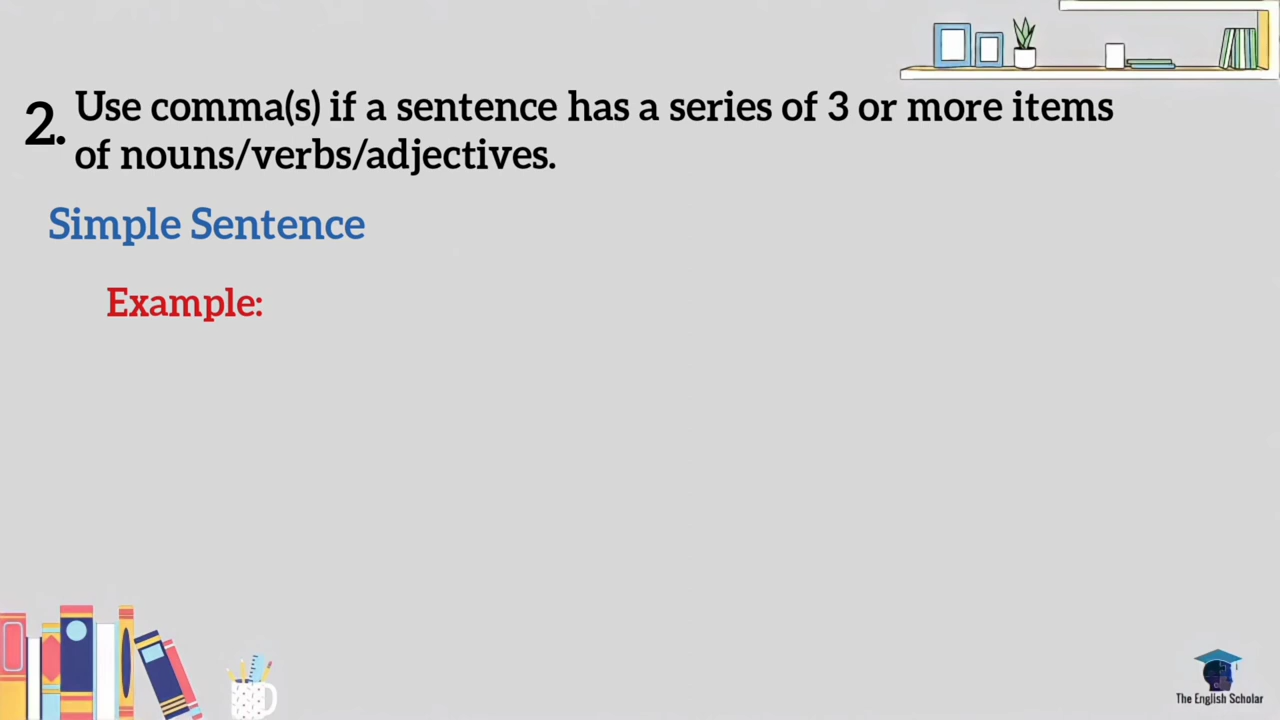 2. Use comma(s) if a sentence has a series of 3 or more items
of nouns/verbs/adjectives.
Simple Sentence
Example:
The English Scholar